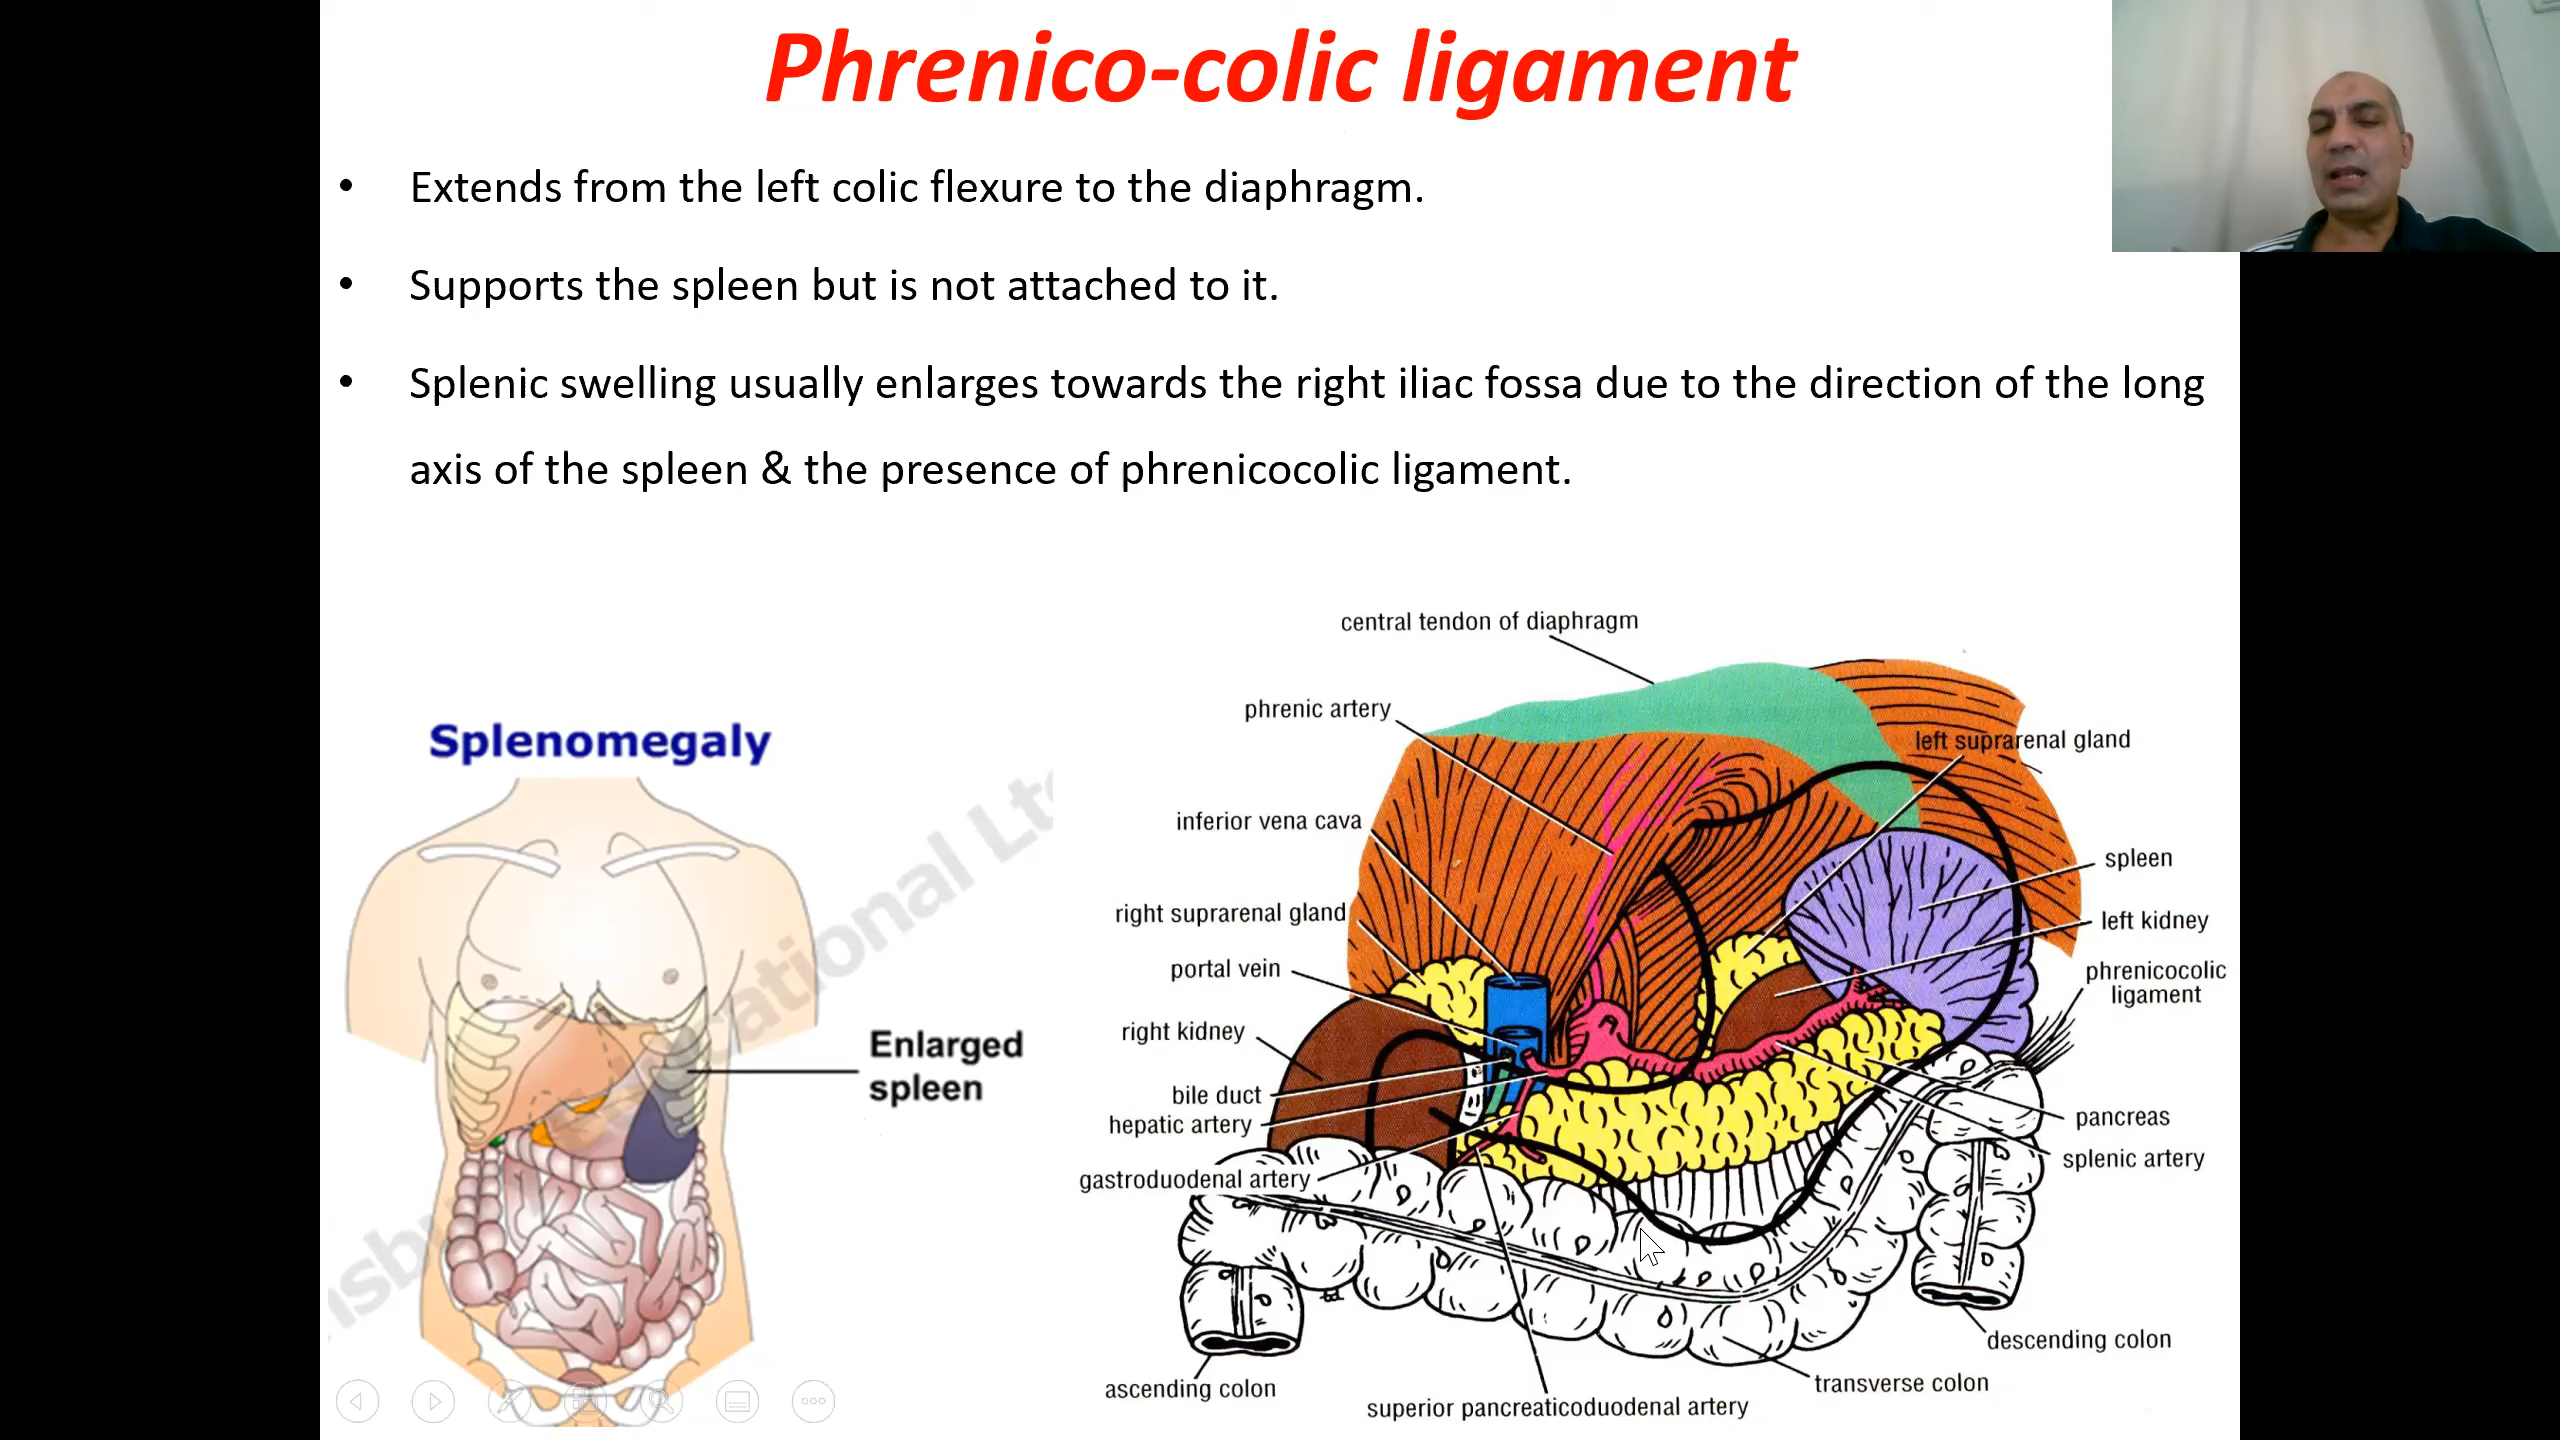 Phrenico-colic ligament
• Extends from the left colic flexure to the diaphragm.
• Supports the spleen but is not attached to it.
• Splenic swelling usually enlarges towards the right iliac fossa due to the direction of the long
axis of the spleen & the presence of phrenicocolic ligament.
Splenomegaly
Enlarged
spleen
central tendon of diaphragm
phrenic artery
left suprarenal gland
inferior vena cava
spleen
right suprarenal gland
left kidney
portal vein
phrenicocolic
ligament
right kidney
bile duct
hepatic artery
pancreas
splenic artery
gastroduodenal artery
descending colon
ascending colon
transverse colon
superior pancreaticoduodenal artery